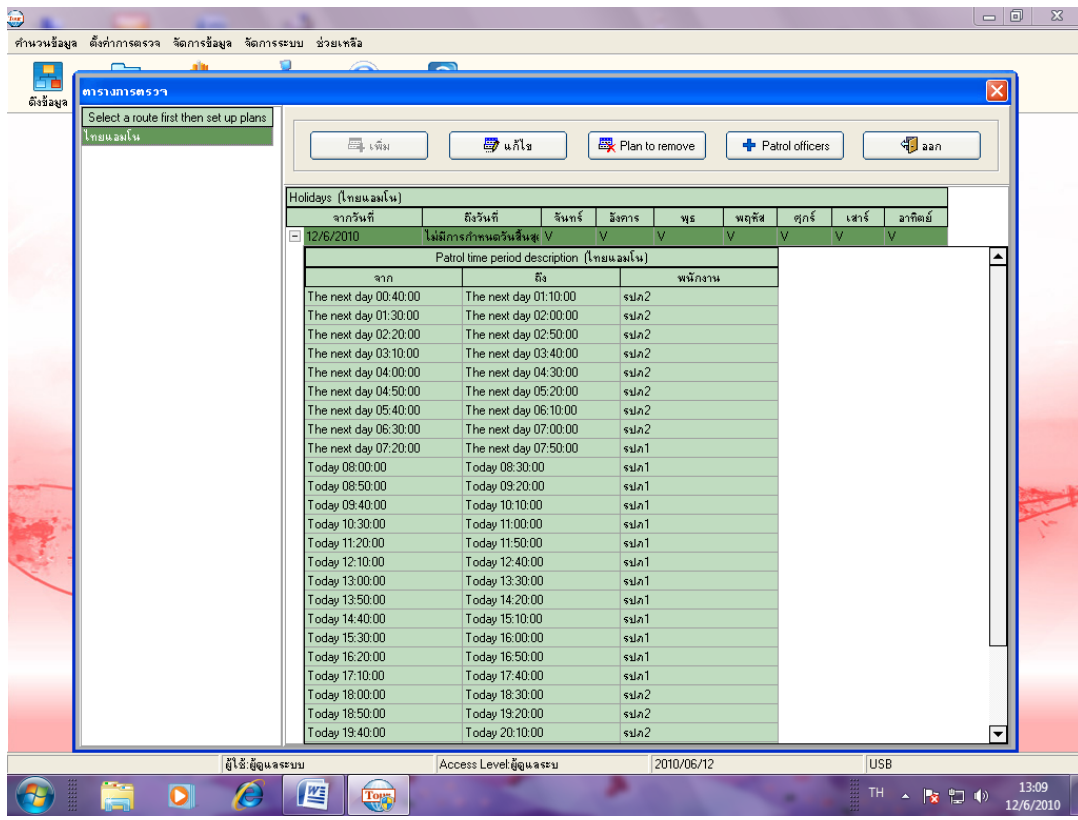 Tour
คำนวนข้อมูล ตั้งค่าการตรวจ จัดการข้อมูล จัดการระบบ ช่วยเหลือ
ดึงข้อมูล
ตารางการตรวจ
Select a route first then set up plans
ไทยแอมโน
เพิ่ม แก้ไข Plan to remove Patrol officers ออก
Holidays (ไทยแอมโน)
จากวันที่ ถึงวันที่ จันทร์ อังคาร พุธ พฤหัส ศุกร์ เสาร์ อาทิตย์
12/6/2010 ไม่มีการกำหนดวันสิ้นสุด V V V V V V V
Patrol time period description (ไทยแอมโน)
จาก ถึง พนักงาน
The next day 00:40:00 The next day 01:10:00 รปภ2
The next day 01:30:00 The next day 02:00:00 รปภ2
The next day 02:20:00 The next day 02:50:00 รปภ2
The next day 03:10:00 The next day 03:40:00 รปภ2
The next day 04:00:00 The next day 04:30:00 รปภ2
The next day 04:50:00 The next day 05:20:00 รปภ2
The next day 05:40:00 The next day 06:10:00 รปภ2
The next day 06:30:00 The next day 07:00:00 รปภ2
The next day 07:20:00 The next day 07:50:00 รปภ1
Today 08:00:00 Today 08:30:00 รปภ1
Today 08:50:00 Today 09:20:00 รปภ1
Today 09:40:00 Today 10:10:00 รปภ1
Today 10:30:00 Today 11:00:00 รปภ1
Today 11:20:00 Today 11:50:00 รปภ1
Today 12:10:00 Today 12:40:00 รปภ1
Today 13:00:00 Today 13:30:00 รปภ1
Today 13:50:00 Today 14:20:00 รปภ1
Today 14:40:00 Today 15:10:00 รปภ1
Today 15:30:00 Today 16:00:00 รปภ1
Today 16:20:00 Today 16:50:00 รปภ1
Today 17:10:00 Today 17:40:00 รปภ1
Today 18:00:00 Today 18:30:00 รปภ2
Today 18:50:00 Today 19:20:00 รปภ2
Today 19:40:00 Today 20:10:00 รปภ2
ผู้ใช้:ผู้ดูแลระบบ Access Level:ผู้ดูแลระบ 2010/06/12 USB
Tour TH 13:09
12/6/2010